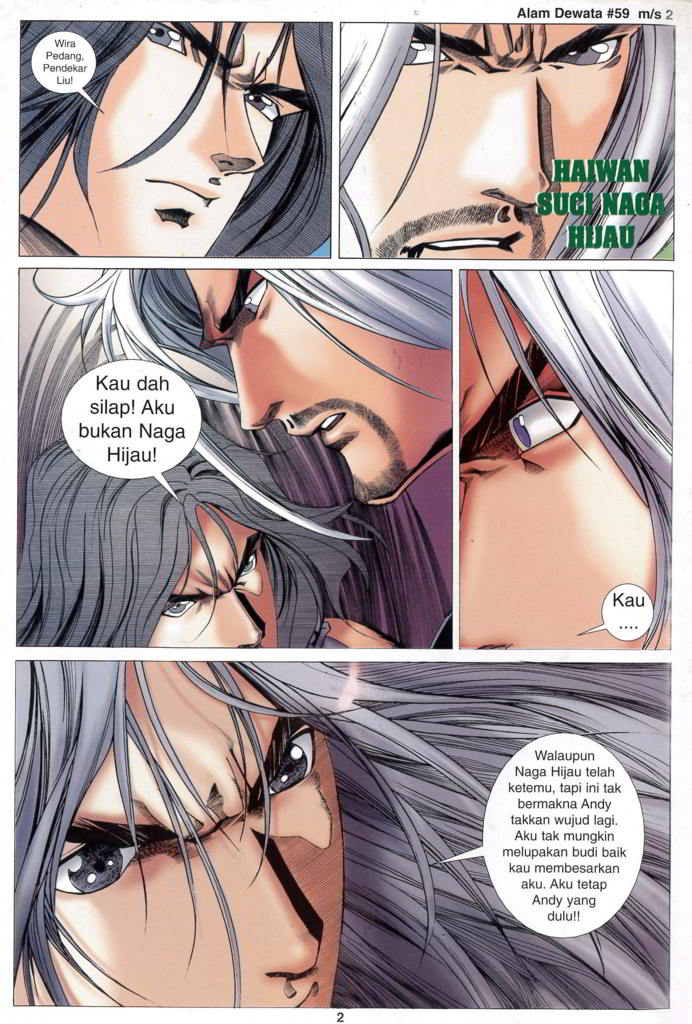 Alam Dewata #59 m/s 2
Wira
Pedang,
Pendekar
Liu!
HAIWAN
SUCI NAGA
HIJAU
Kau dah
silap! Aku
bukan Naga
Hijau!
Kau
....
Walaupun
Naga Hijau telah
ketemu, tapi ini tak
bermakna Andy
takkan wujud lagi.
Aku tak mungkin
melupakan budi baik
kau membesarkan
aku. Aku tetap
Andy yang
dulu!!
2